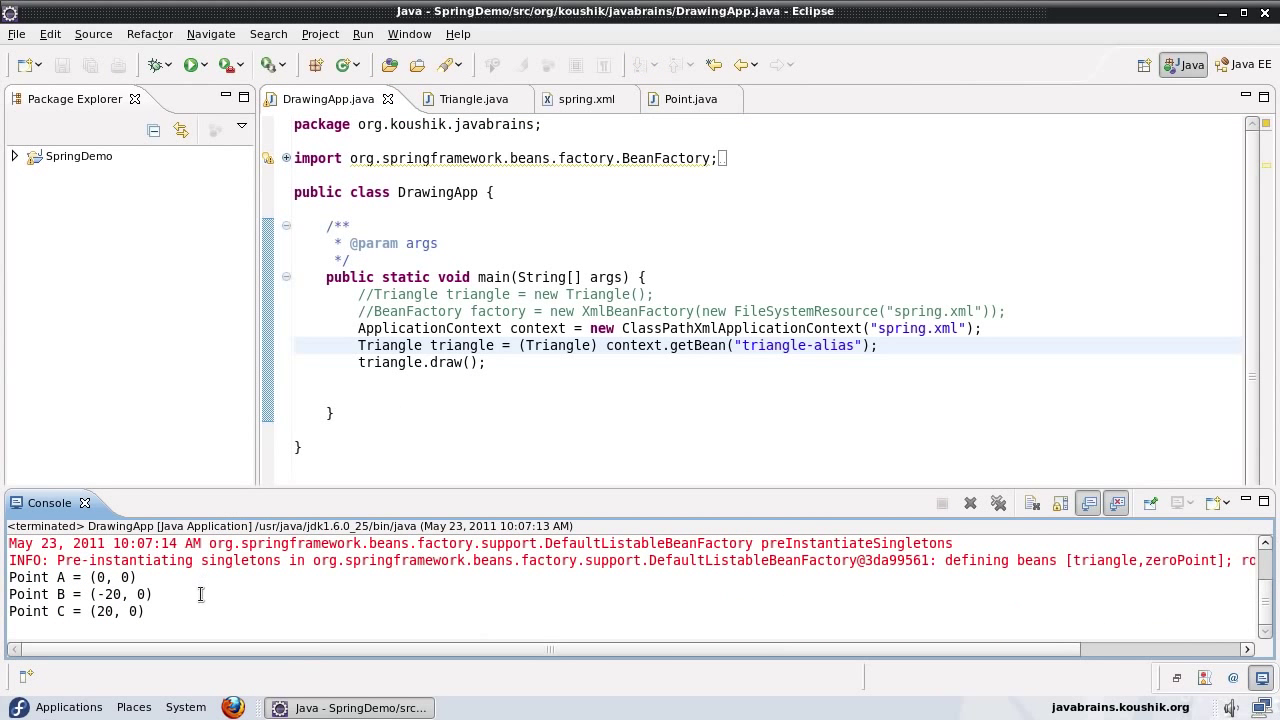 Java - SpringDemo/src/org/koushik/javabrains/DrawingApp.java - Eclipse
File Edit Source Refactor Navigate Search Project Run Window Help
Java Java EE
Package Explorer
DrawingApp.java Triangle.java spring.xml Point.java
SpringDemo
package org.koushik.javabrains;
import org.springframework.beans.factory.BeanFactory;
public class DrawingApp {
/**
* @param args
*/
public static void main(String[] args) {
//Triangle triangle = new Triangle();
//BeanFactory factory = new XmlBeanFactory(new FileSystemResource("spring.xml"));
ApplicationContext context = new ClassPathXmlApplicationContext("spring.xml");
Triangle triangle = (Triangle) context.getBean("triangle-alias");
triangle.draw();
}
}
Console
<terminated> DrawingApp [Java Application] /usr/java/jdk1.6.0_25/bin/java (May 23, 2011 10:07:13 AM)
May 23, 2011 10:07:14 AM org.springframework.beans.factory.support.DefaultListableBeanFactory preInstantiateSingletons
INFO: Pre-instantiating singletons in org.springframework.beans.factory.support.DefaultListableBeanFactory@3da99561: defining beans [triangle,zeroPoint]; ro
Point A = (0, 0)
Point B = (-20, 0)
Point C = (20, 0)
Applications Places System Java - SpringDemo/src... javabrains.koushik.org